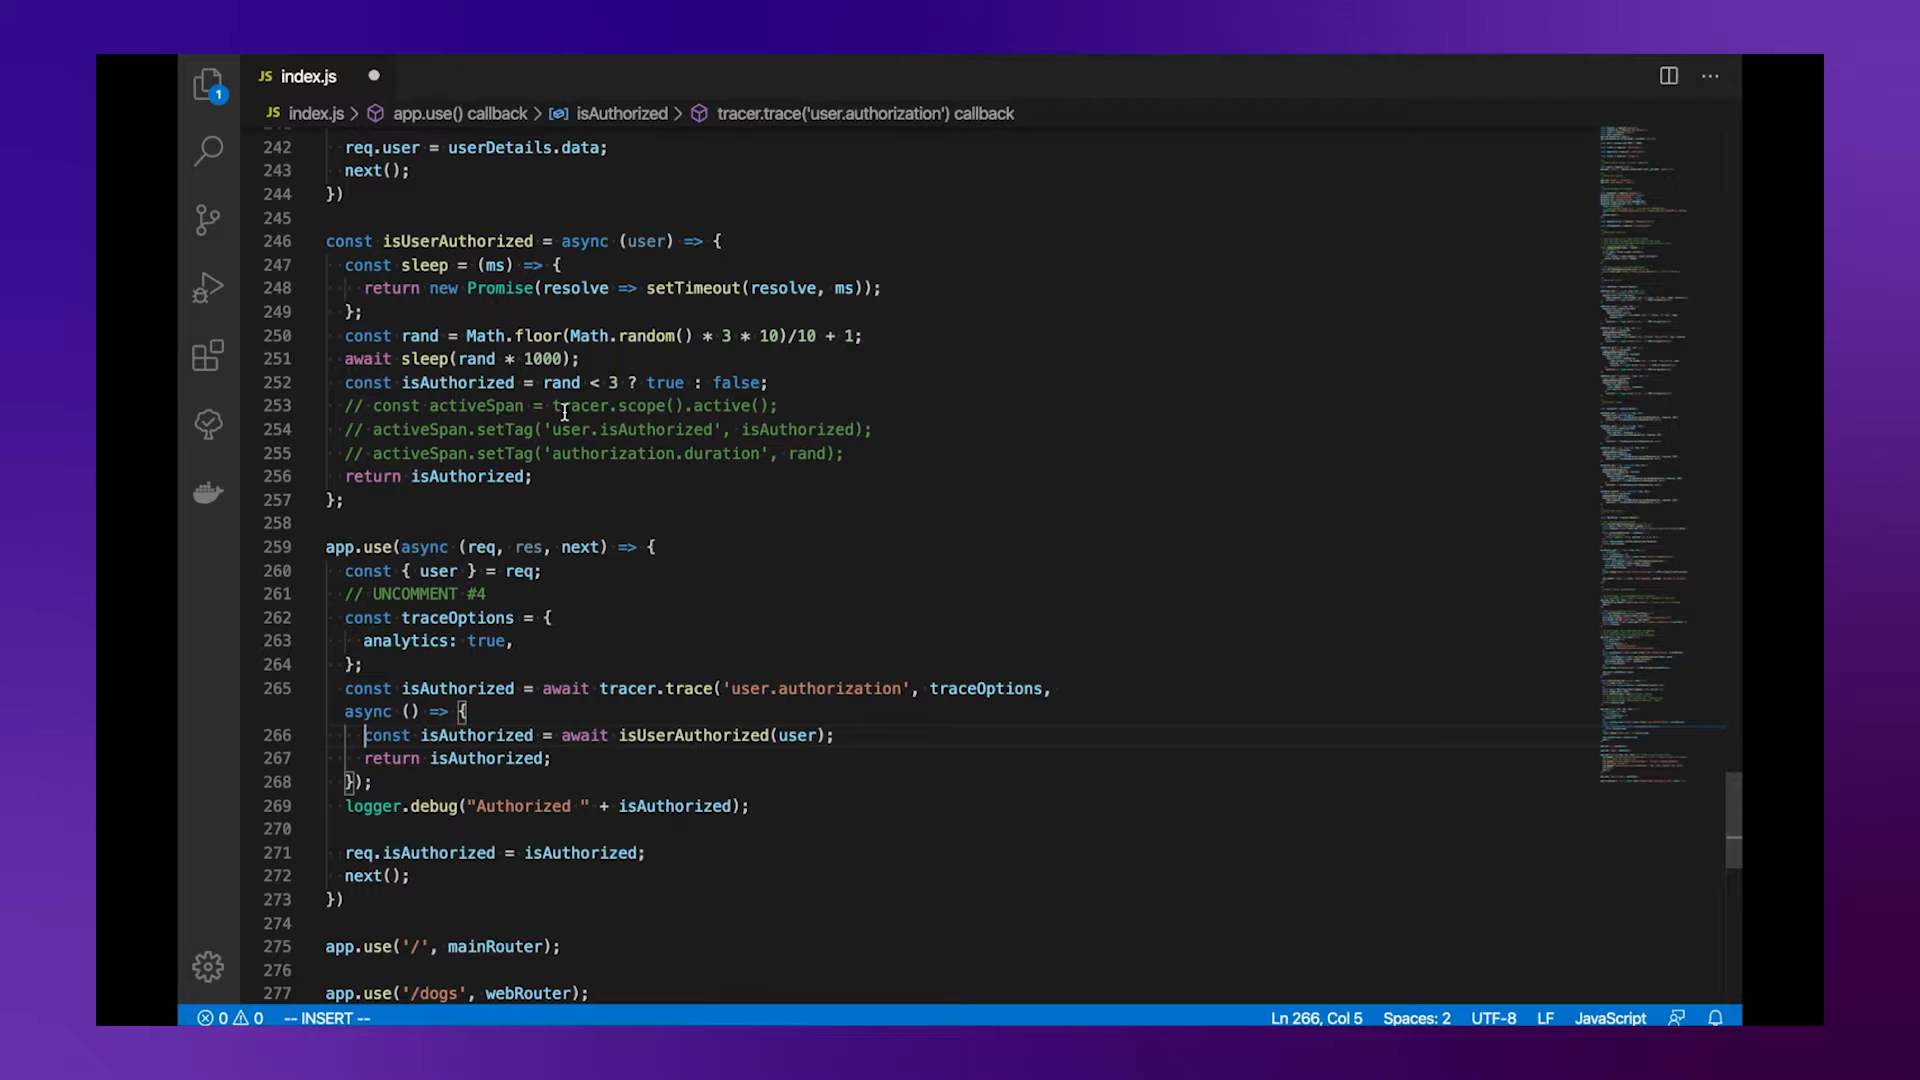 JS index.js
JS index.js > app.use() callback > isAuthorized > tracer.trace('user.authorization') callback
242 req.user = userDetails.data;
243 next();
244 })
245
246 const isUserAuthorized = async (user) => {
247 const sleep = (ms) => {
248 return new Promise(resolve => setTimeout(resolve, ms));
249 };
250 const rand = Math.floor(Math.random() * 3 * 10)/10 + 1;
251 await sleep(rand * 1000);
252 const isAuthorized = rand < 3 ? true : false;
253 // const activeSpan = tracer.scope().active();
254 // activeSpan.setTag('user.isAuthorized', isAuthorized);
255 // activeSpan.setTag('authorization.duration', rand);
256 return isAuthorized;
257 };
258
259 app.use(async (req, res, next) => {
260 const { user } = req;
261 // UNCOMMENT #4
262 const traceOptions = {
263 analytics: true,
264 };
265 const isAuthorized = await tracer.trace('user.authorization', traceOptions,
async () => {
266 const isAuthorized = await isUserAuthorized(user);
267 return isAuthorized;
268 });
269 logger.debug("Authorized " + isAuthorized);
270
271 req.isAuthorized = isAuthorized;
272 next();
273 })
274
275 app.use('/', mainRouter);
276
277 app.use('/dogs', webRouter);
1
0 0 -- INSERT -- Ln 266, Col 5 Spaces: 2 UTF-8 LF JavaScript